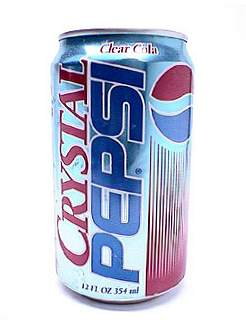 Clear Cola
CRYSTAL
PEPSI®
12 FL OZ 354 ml